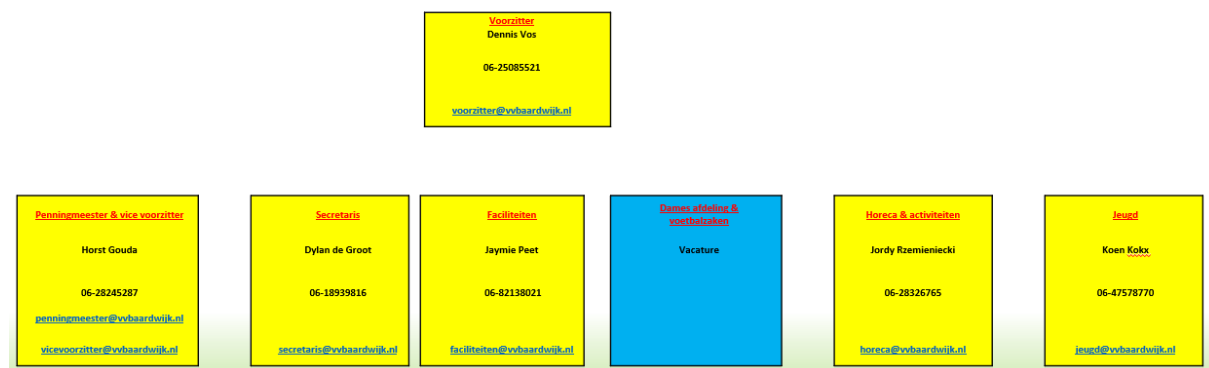 Voorzitter
Dennis Vos
06-25085521
voorzitter@vvbaardwijk.nl
Penningmeester & vice voorzitter
Horst Gouda
06-28245287
penningmeester@vvbaardwijk.nl
vicevoorzitter@vvbaardwijk.nl
Secretaris
Dylan de Groot
06-18939816
secretaris@vvbaardwijk.nl
Faciliteiten
Jaymie Peet
06-82138021
faciliteiten@vvbaardwijk.nl
Dames afdeling &
voetbalzaken
Vacature
Horeca & activiteiten
Jordy Rzemieniecki
06-28326765
horeca@vvbaardwijk.nl
Jeugd
Koen Kokx
06-47578770
jeugd@vvbaardwijk.nl